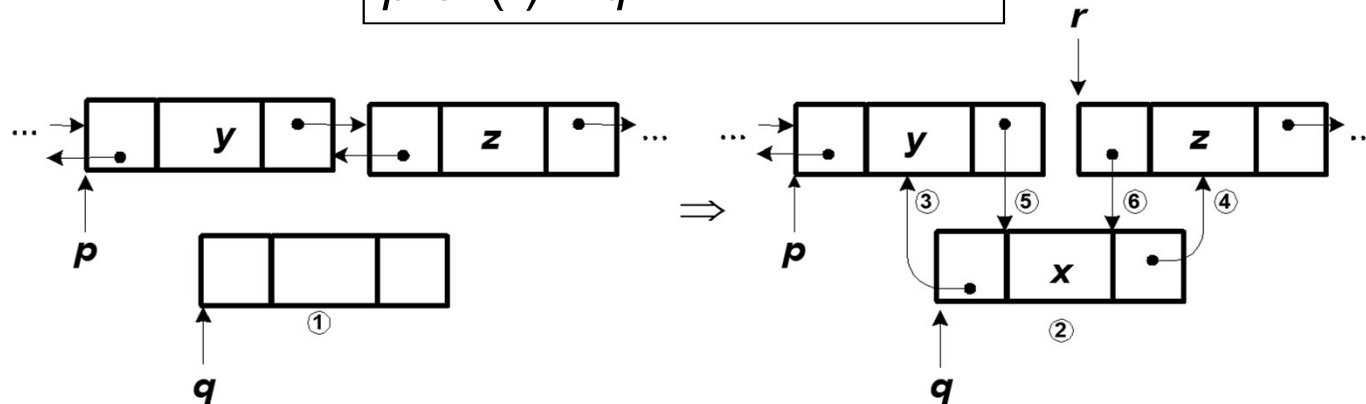 r
... y z ... ... y z ..
③ ⑤ ⑥ ④
p ⇒ p
x
① ②
q q